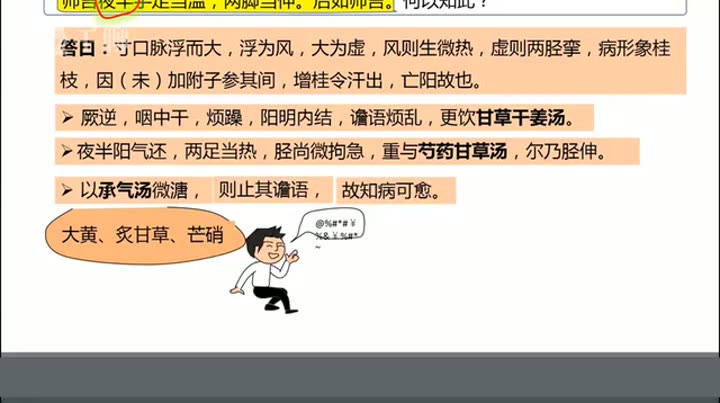 师言夜半手足当温，两脚当伸。后如师言。何以知此？
答曰：寸口脉浮而大，浮为风，大为虚，风则生微热，虚则两胫挛，病形象桂
枝，因（未）加附子参其间，增桂令汗出，亡阳故也。
➢ 厥逆，咽中干，烦躁，阳明内结，谵语烦乱，更饮甘草干姜汤。
➢ 夜半阳气还，两足当热，胫尚微拘急，重与芍药甘草汤，尔乃胫伸。
➢ 以承气汤微溏， 则止其谵语， 故知病可愈。
大黄、炙甘草、芒硝
@%#*#￥
%&￥%#*
~